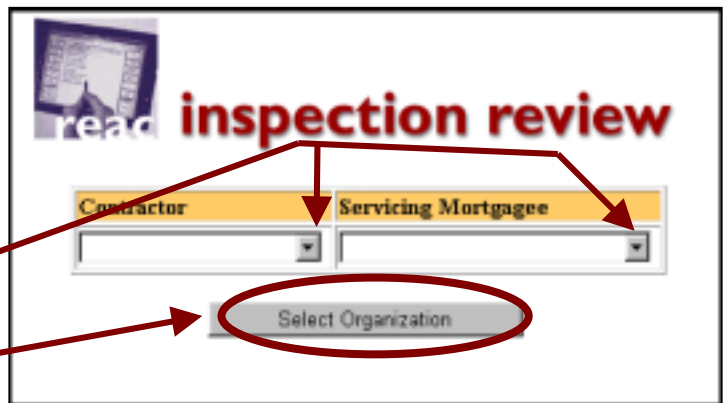 reac inspection review
Contractor Servicing Mortgagee
Select Organization